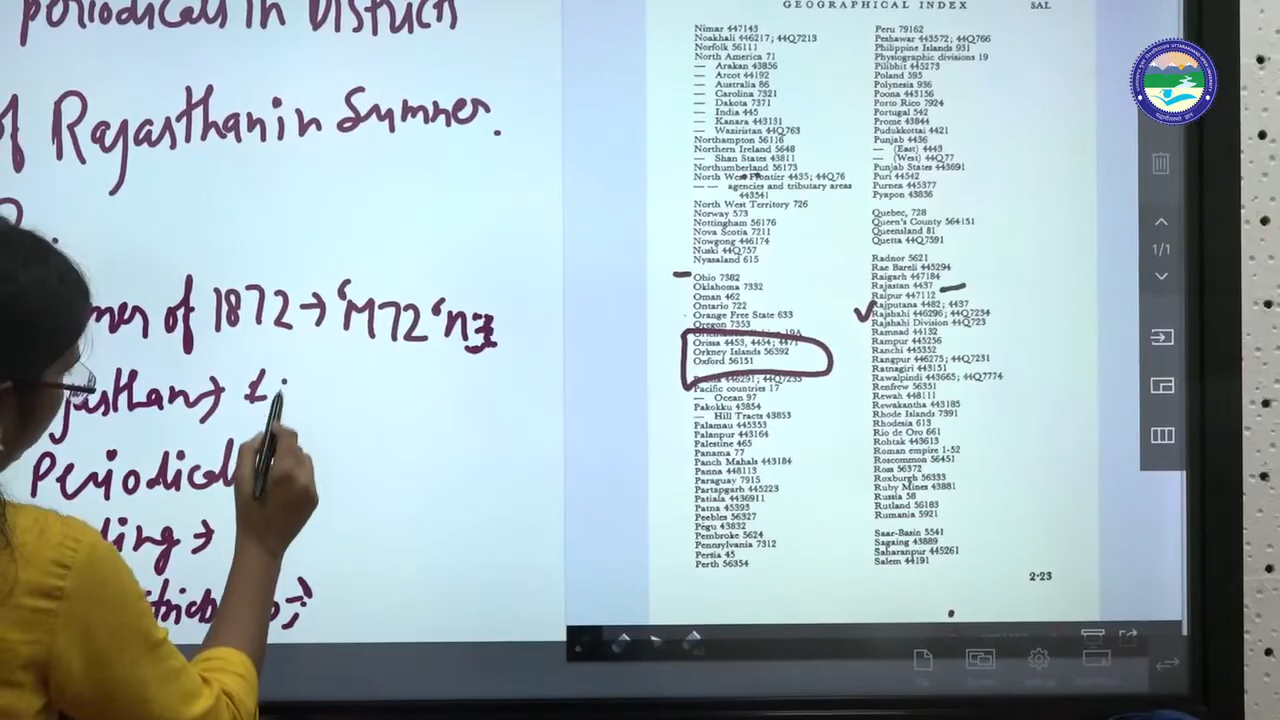 periodicals in Districts
of Rajasthan in Summer.
of 1872 → 'M72'n
Periodical
GEOGRAPHICAL INDEX SAL
Nimar 447143
Noakhali 446217; 44Q7213
Norfolk 56111
North America 71
— Arakan 43856
— Arcot 44192
— Australia 86
— Carolina 7321
— Dakota 7371
— India 445
— Kanara 443131
— Waziristan 44Q763
Northampton 56116
Northern Ireland 5648
— Shan States 43811
Northumberland 56173
North West Frontier 4435; 44Q76
— — agencies and tributary areas
443541
North West Territory 726
Norway 573
Nottingham 56176
Nova Scotia 7211
Nowgong 446174
Nuski 44Q757
Nyasaland 615
Ohio 7382
Oklahoma 7332
Oman 462
Ontario 722
Orange Free State 633
Oregon 7353
Orissa 4453, 4454; 4471
Orkney Islands 56392
Oxford 56151
446291; 44Q7235
Pacific countries 17
— Ocean 97
Pakokku 43854
— Hill Tracts 43853
Palamau 445353
Palanpur 443164
Palestine 465
Panama 77
Panch Mahals 443184
Panna 448113
Paraguay 7915
Partapgarh 445223
Patiala 4436911
Patna 45393
Peebles 56327
Pegu 43832
Pembroke 5624
Pennsylvania 7312
Persia 45
Perth 56354
Peru 79162
Peshawar 443572; 44Q766
Philippine Islands 931
Physiographic divisions 19
Pilibhit 445273
Poland 595
Polynesia 936
Poona 443156
Porto Rico 7924
Portugal 542
Prome 43844
Pudukkottai 4421
Punjab 4436
— (East) 4443
— (West) 44Q77
Punjab States 443691
Puri 44542
Purnea 445377
Pyapon 43836
Quebec, 728
Queen's County 564151
Queensland 81
Quetta 44Q7591
Radnor 5621
Rae Bareli 445294
Raigarh 447184
Rajastan 4437
Raipur 447112
Rajputana 4482; 4437
Rajshahi 446296; 44Q7234
Rajshahi Division 44Q723
Ramnad 44132
Rampur 445256
Ranchi 445352
Rangpur 446275; 44Q7231
Ratnagiri 443151
Rawalpindi 443665; 44Q7774
Renfrew 56351
Rewah 448111
Rewakantha 443185
Rhode Islands 7391
Rhodesia 613
Rio de Oro 661
Rohtak 443613
Roman empire 1-52
Roscommon 56451
Ross 56372
Roxburgh 56333
Ruby Mines 43881
Russia 58
Rutland 56183
Rumania 5921
Saar-Basin 5541
Sagaing 43889
Saharanpur 445261
Salem 44191
2·23
1/1